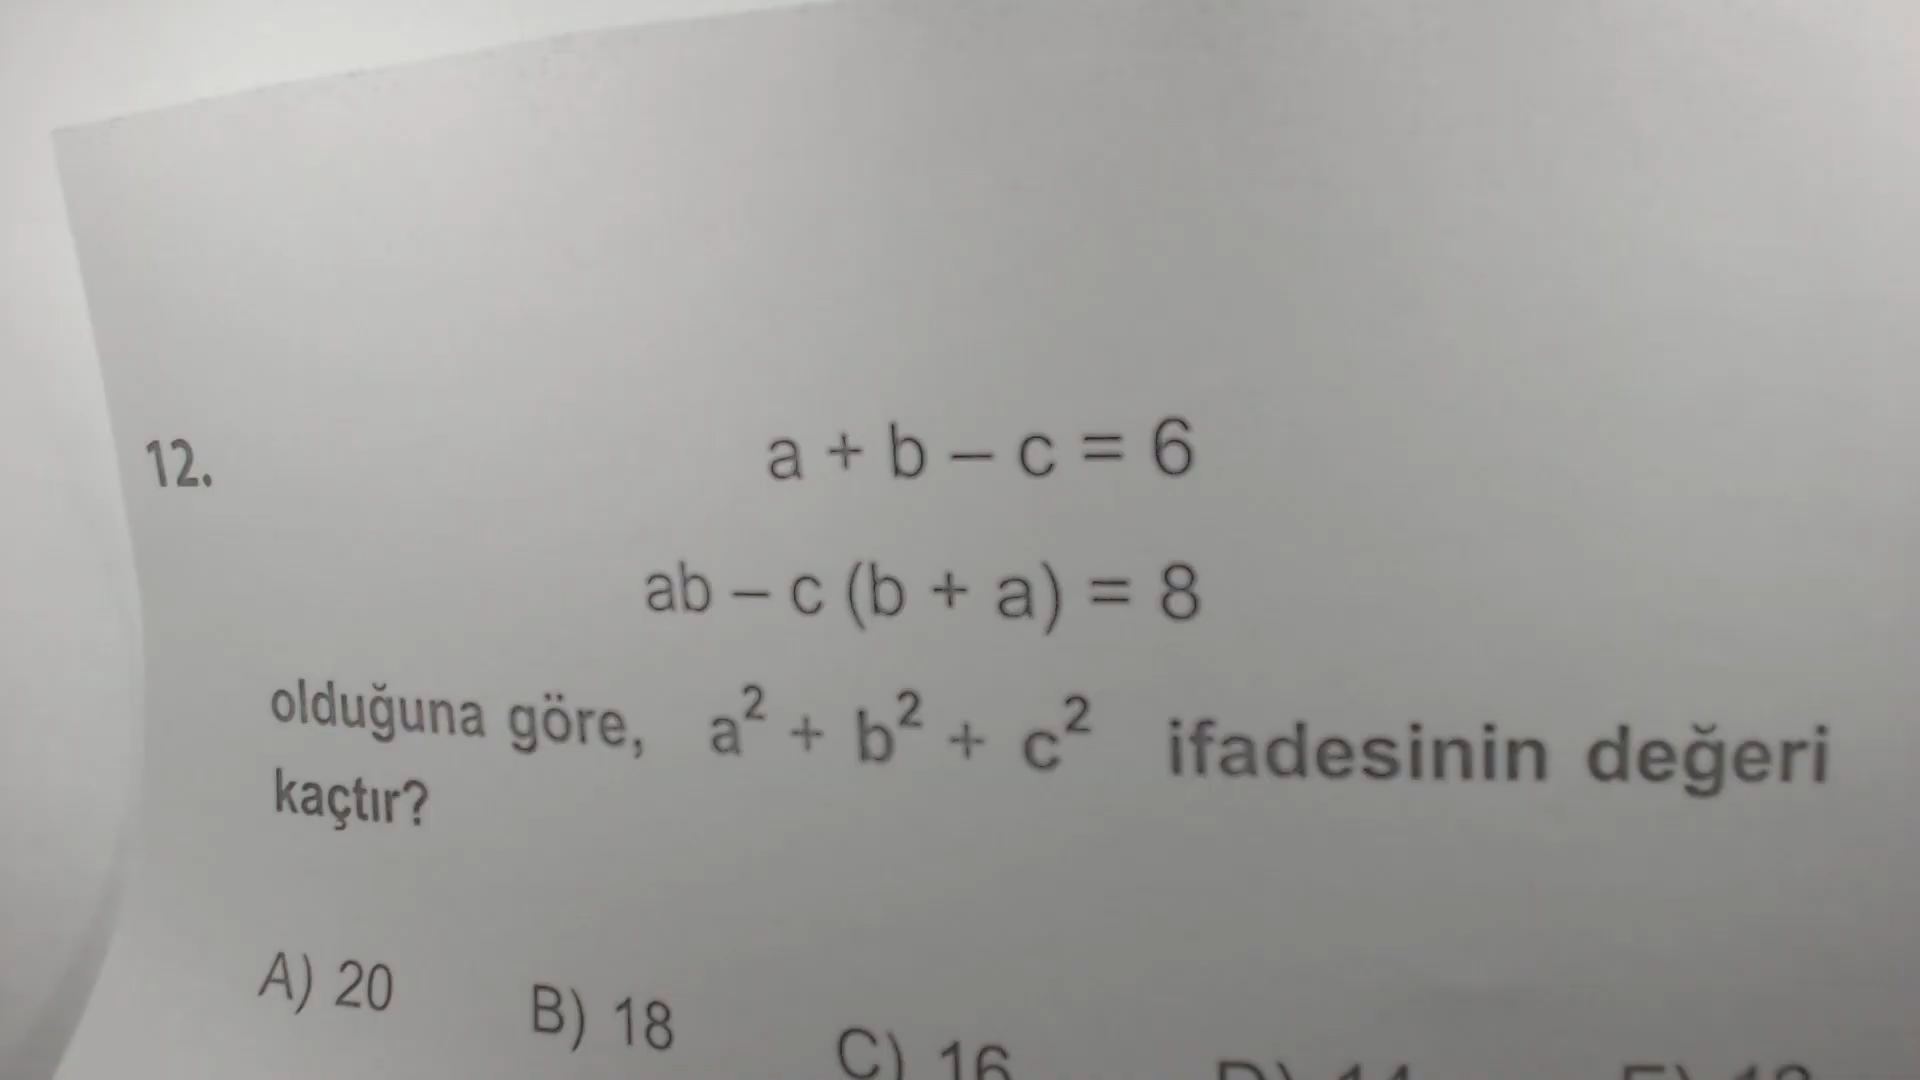 12.
a + b – c = 6
ab – c (b + a) = 8
olduğuna göre, a² + b² + c² ifadesinin değeri
kaçtır?
A) 20 B) 18 C) 16